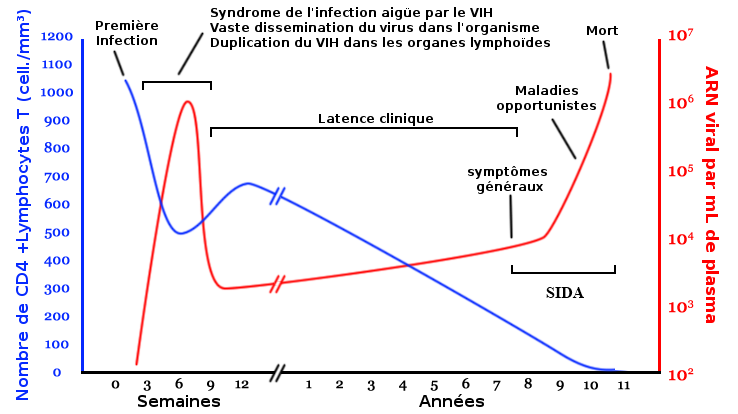 Syndrome de l'infection aigüe par le VIH
Vaste dissemination du virus dans l'organisme
Duplication du VIH dans les organes lymphoïdes
Première
Infection
Mort
Latence clinique
Maladies
opportunistes
symptômes
généraux
SIDA
Nombre de CD4 +Lymphocytes T (cell./mm³)
1200
1100
1000
900
800
700
600
500
400
300
200
100
0
ARN viral par mL de plasma
10⁷
10⁶
10⁵
10⁴
10³
10²
0 3 6 9 12 1 2 3 4 5 6 7 8 9 10 11
Semaines Années